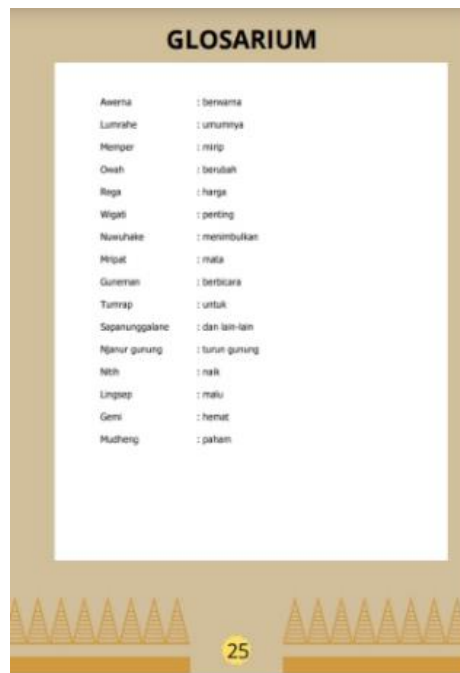 GLOSARIUM
Awerna : berwarna
Lumrahe : umumnya
Memper : mirip
Owah : berubah
Rega : harga
Wigati : penting
Nuwuhake : menimbulkan
Mripat : mata
Guneman : berbicara
Tumrap : untuk
Sapanunggalane : dan lain-lain
Njanur gunung : turun gunung
Nitih : naik
Lingsep : malu
Gemi : hemat
Mudheng : paham
25